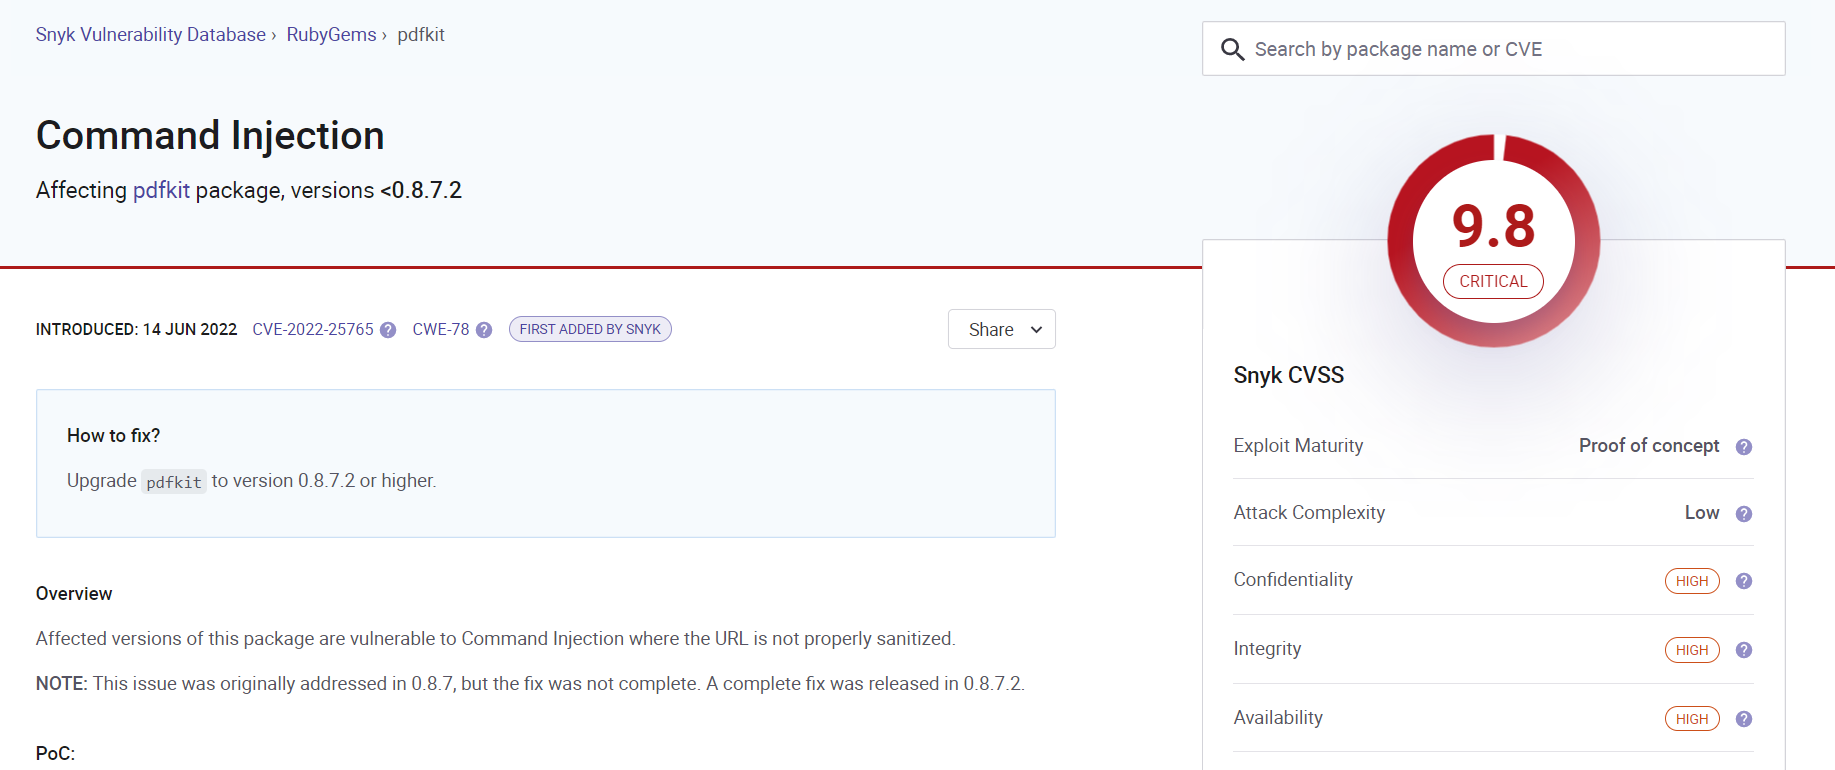 Snyk Vulnerability Database › RubyGems › pdfkit
Search by package name or CVE
Command Injection
Affecting pdfkit package, versions <0.8.7.2
9.8
CRITICAL
INTRODUCED: 14 JUN 2022 CVE-2022-25765 ? CWE-78 ? FIRST ADDED BY SNYK
Share
How to fix?
Upgrade pdfkit to version 0.8.7.2 or higher.
Overview
Affected versions of this package are vulnerable to Command Injection where the URL is not properly sanitized.
NOTE: This issue was originally addressed in 0.8.7, but the fix was not complete. A complete fix was released in 0.8.7.2.
PoC:
Snyk CVSS
Exploit Maturity Proof of concept ?
Attack Complexity Low ?
Confidentiality HIGH ?
Integrity HIGH ?
Availability HIGH ?